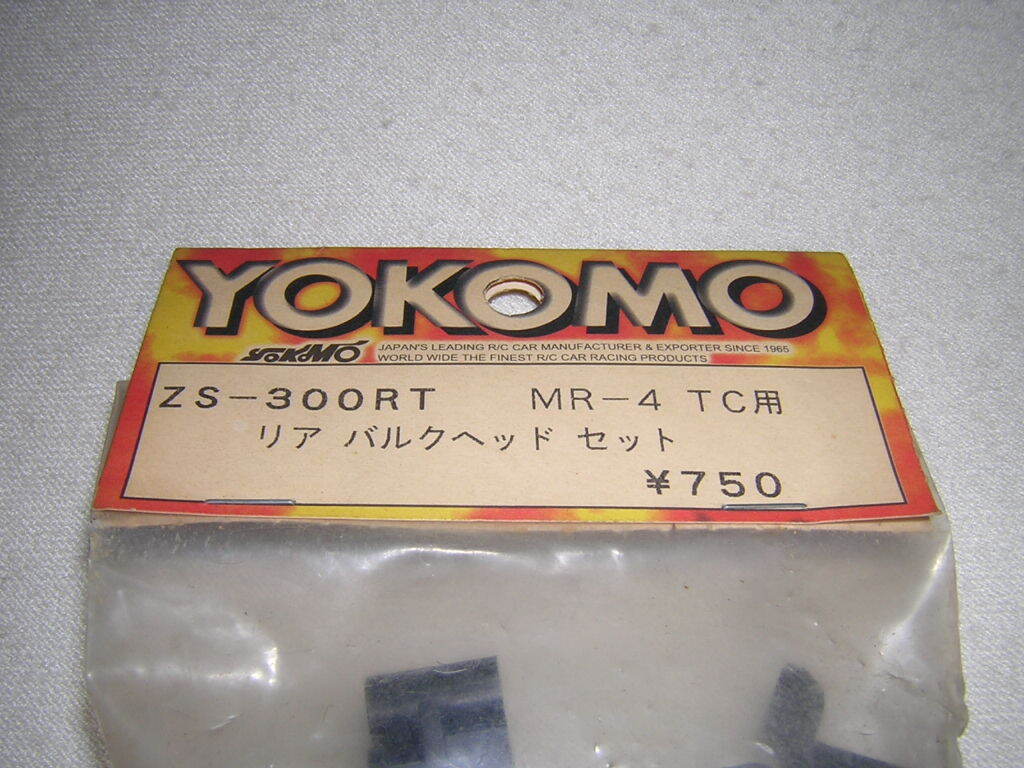 YOKOMO
YOKOMO JAPAN'S LEADING R/C CAR MANUFACTURER & EXPORTER SINCE 1965
WORLD WIDE THE FINEST R/C CAR RACING PRODUCTS
ZS-300RT MR-4 TC用
リア バルクヘッド セット
¥750